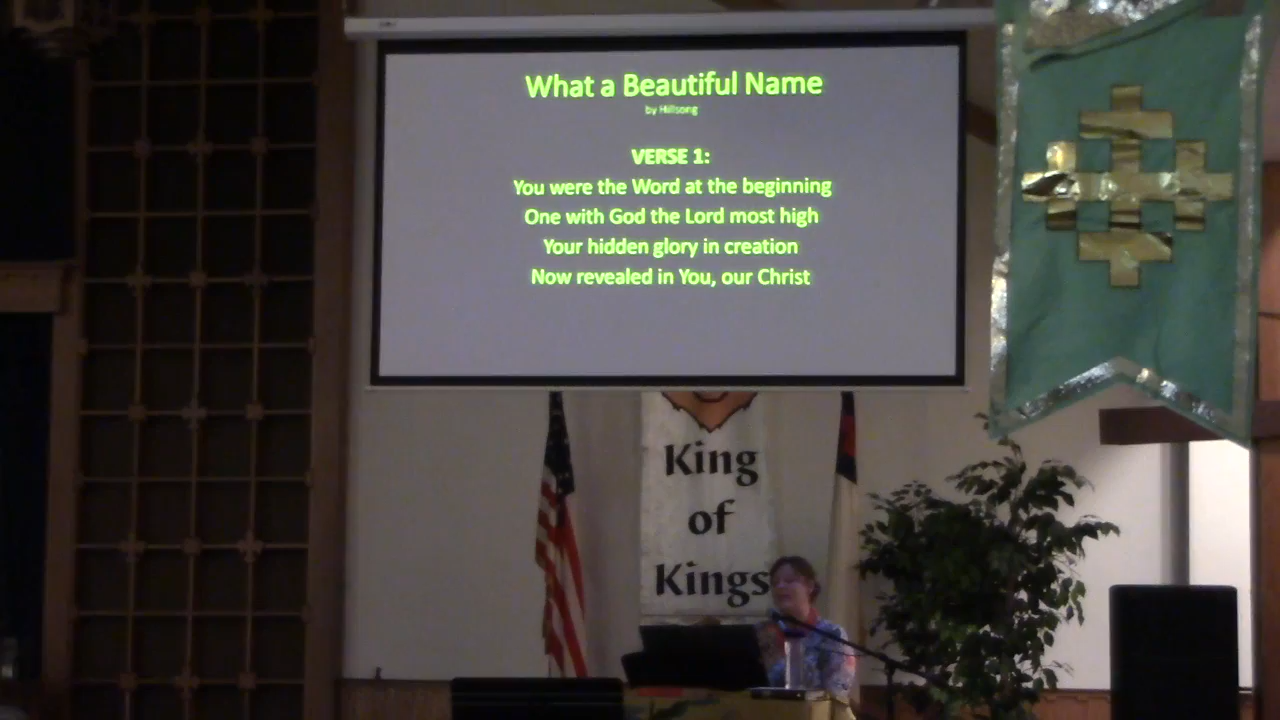 What a Beautiful Name
by Hillsong
VERSE 1:
You were the Word at the beginning
One with God the Lord most high
Your hidden glory in creation
Now revealed in You, our Christ
King
of
Kings